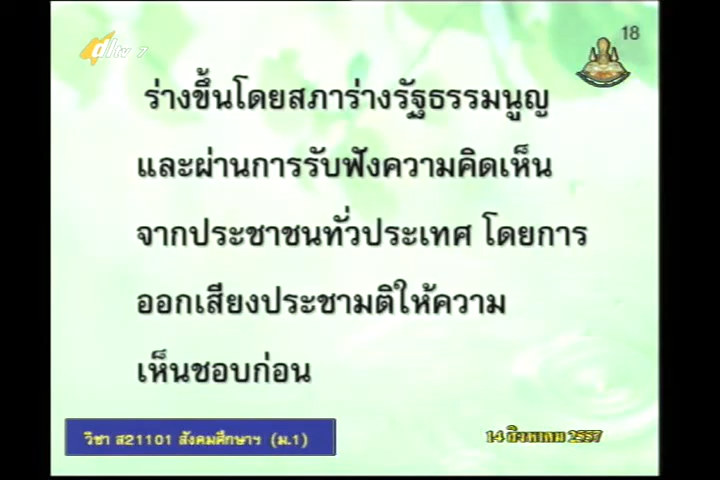 dltv 7
18
ร่างขึ้นโดยสภาร่างรัฐธรรมนูญ
และผ่านการรับฟังความคิดเห็น
จากประชาชนทั่วประเทศ โดยการ
ออกเสียงประชามติให้ความ
เห็นชอบก่อน
วิชา ส21101 สังคมศึกษาฯ (ม.1)
14 สิงหาคม 2557